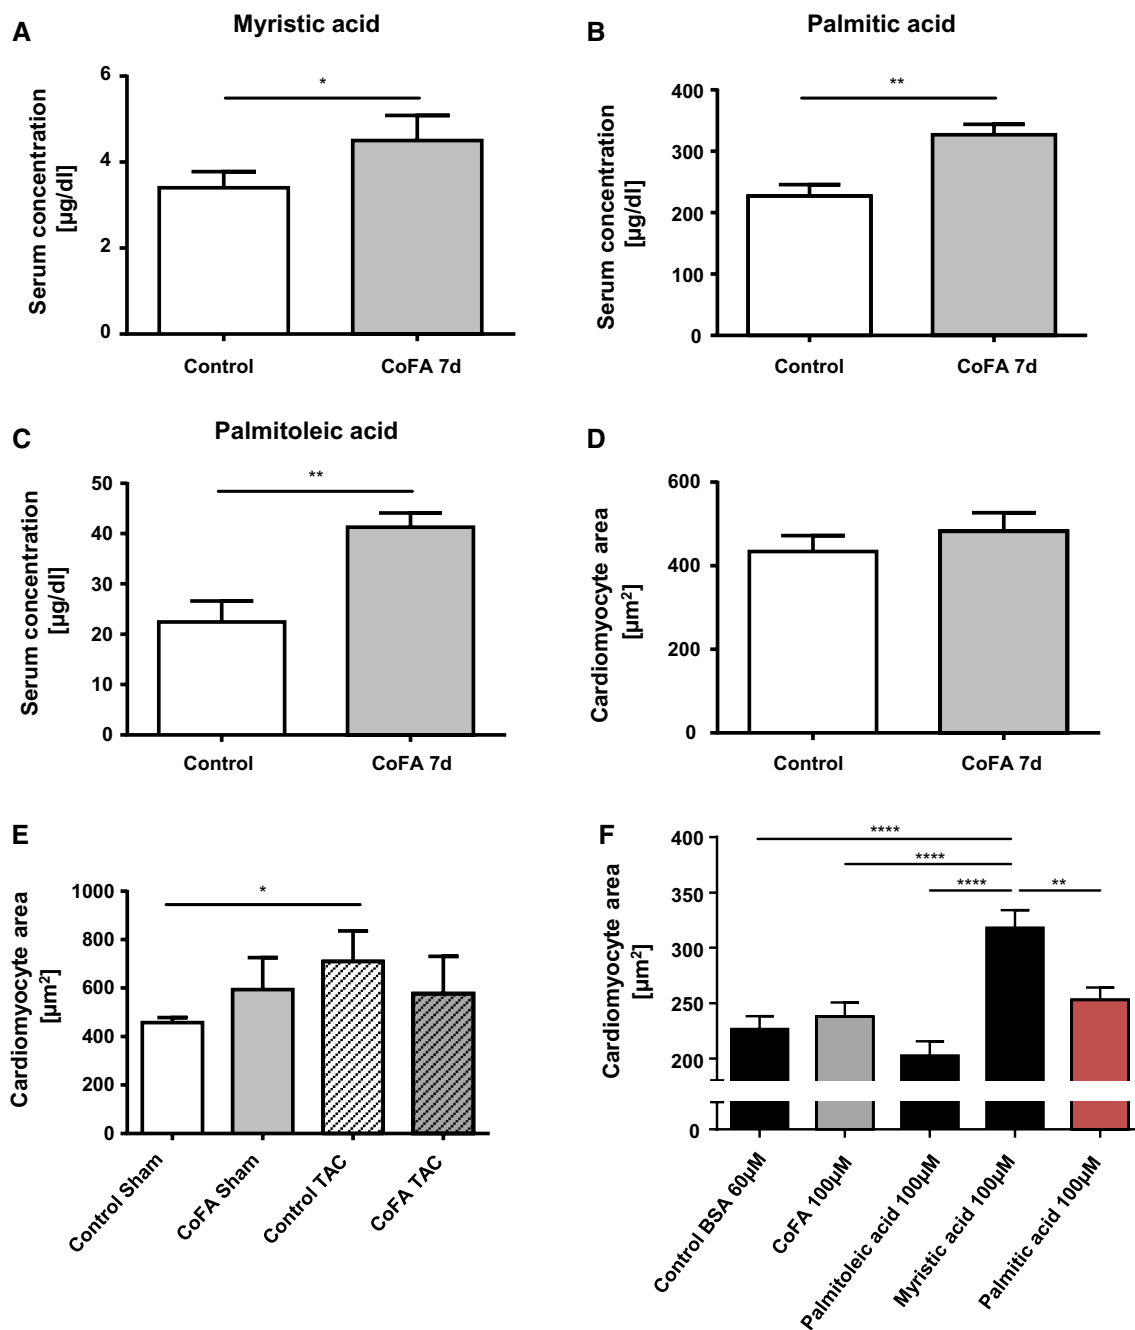 A
Myristic acid
Serum concentration
[µg/dl]
6
4
2
0
*
Control
CoFA 7d
B
Palmitic acid
Serum concentration
[µg/dl]
400
300
200
100
0
**
Control
CoFA 7d
C
Palmitoleic acid
Serum concentration
[µg/dl]
50
40
30
20
10
0
**
Control
CoFA 7d
D
Cardiomyocyte area
[µm²]
600
400
200
0
Control
CoFA 7d
E
Cardiomyocyte area
[µm²]
1000
800
600
400
200
0
*
Control Sham
CoFA Sham
Control TAC
CoFA TAC
F
Cardiomyocyte area
[µm²]
400
350
300
250
200
0
****
****
****
**
Control BSA 60µM
CoFA 100µM
Palmitoleic acid 100µM
Myristic acid 100µM
Palmitic acid 100µM